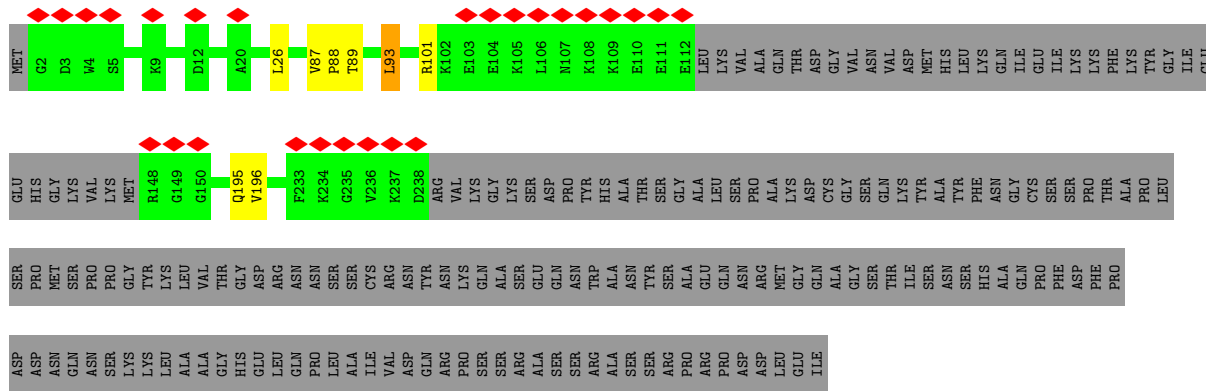 MET G2 D3 W4 S5 K9 D12 A20 L26 V87 P88 T89 L93 R101 K102 E103 E104 K105 L106 N107 K108 K109 E110 E111 E112 LEU LYS VAL ALA GLN THR ASP GLY VAL ASN VAL ASP MET HIS LEU LYS GLN ILE GLU ILE LYS LYS PHE LYS TYR GLY ILE GLU
GLU HIS GLY LYS VAL LYS MET R148 G149 G150 Q195 V196 F233 K234 G235 V236 K237 D238 ARG VAL LYS GLY LYS SER ASP PRO TYR HIS ALA THR SER GLY ALA LEU SER PRO ALA LYS ASP CYS GLY SER GLN LYS TYR ALA TYR PHE ASN GLY CYS SER SER PRO THR ALA PRO LEU
SER PRO MET SER PRO PRO GLY TYR LYS LEU VAL THR GLY ASP ARG ASN ASN SER SER CYS ARG ASN TYR ASN LYS GLN ALA SER GLU GLN ASN TRP ALA ASN TYR SER ALA GLU GLN ASN ARG MET GLY GLN ALA GLY SER THR ILE SER ASN SER HIS ALA GLN PRO PHE ASP PHE PRO
ASP ASP ASN GLN ASN SER LYS LYS LEU ALA ALA GLY HIS GLU LEU GLN PRO LEU ALA ILE VAL ASP GLN ARG PRO SER SER ARG ALA SER SER ARG ALA SER SER ARG PRO ARG PRO ASP ASP LEU GLU ILE